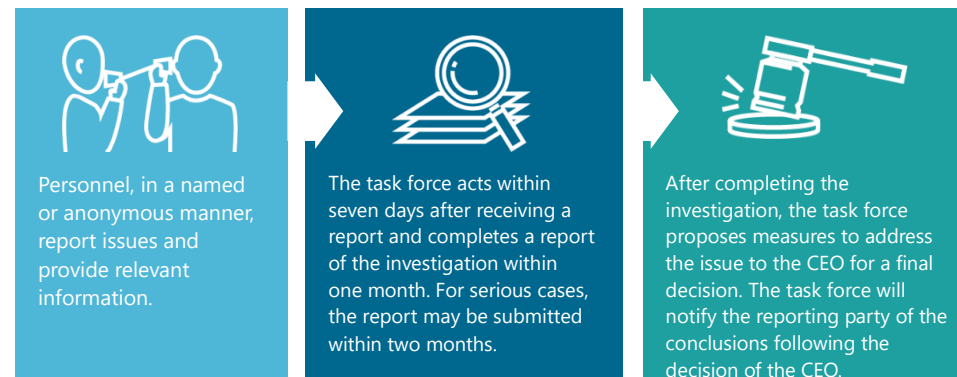 Personnel, in a named
or anonymous manner,
report issues and
provide relevant
information.
The task force acts within
seven days after receiving a
report and completes a report
of the investigation within
one month. For serious cases,
the report may be submitted
within two months.
After completing the
investigation, the task force
proposes measures to address
the issue to the CEO for a final
decision. The task force will
notify the reporting party of the
conclusions following the
decision of the CEO.